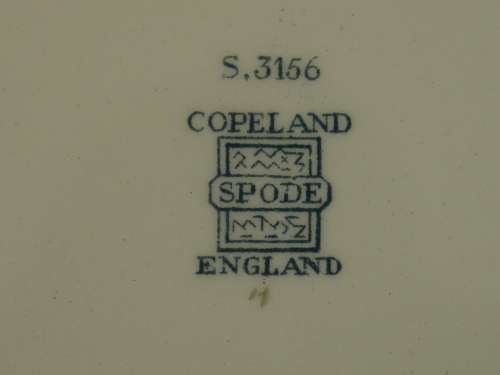 S.3156
COPELAND
SPODE
ENGLAND